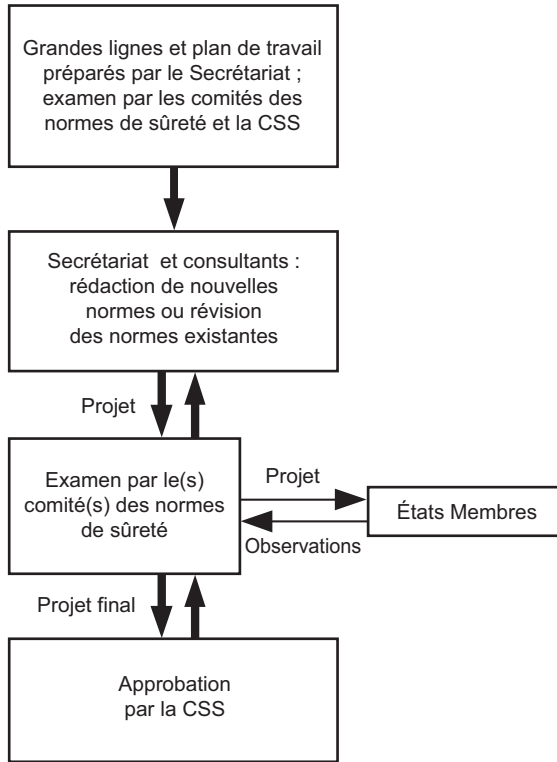 Grandes lignes et plan de travail
préparés par le Secrétariat ;
examen par les comités des
normes de sûreté et la CSS
Secrétariat et consultants :
rédaction de nouvelles
normes ou révision
des normes existantes
Projet
Examen par le(s)
comité(s) des normes
de sûreté
Projet
États Membres
Observations
Projet final
Approbation
par la CSS